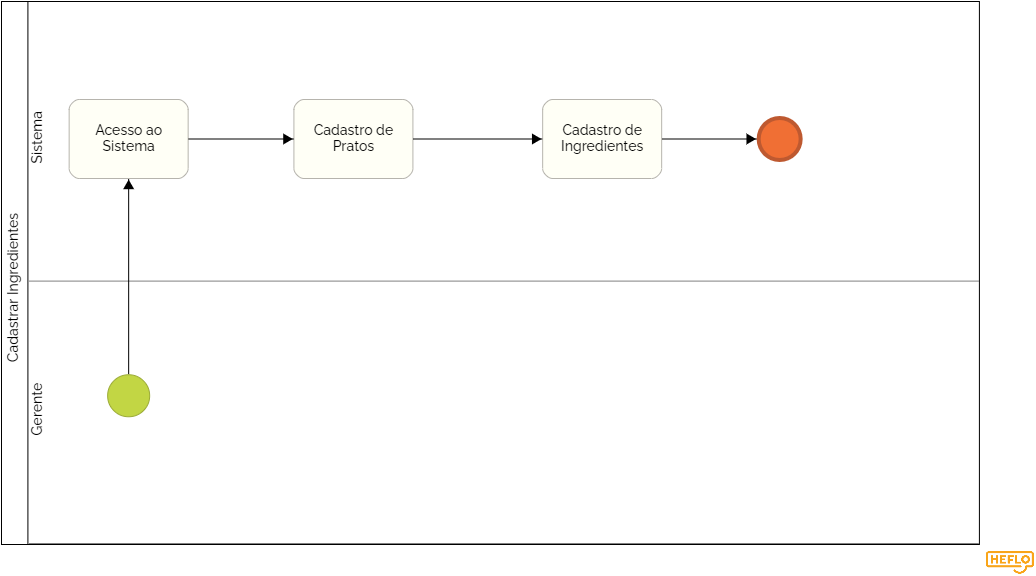 Cadastrar Ingredientes
Sistema
Acesso ao
Sistema
Cadastro de
Pratos
Cadastro de
Ingredientes
Gerente
HEFLO